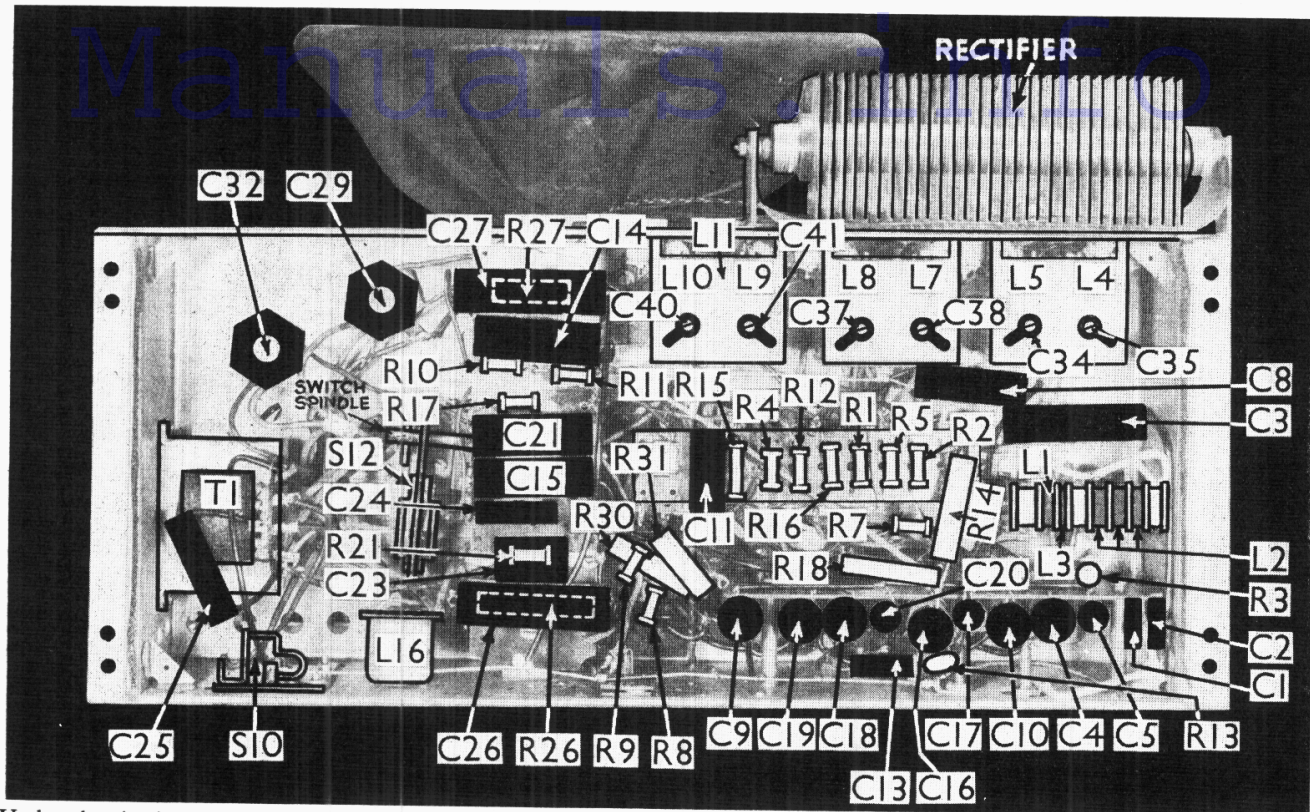 Manuals.info
RECTIFIER
C32 C29
C27 R27 C14 L11 C41
L10 L9 L8 L7 L5 L4
C40 C37 C38 C34 C35
R10 R11 R15 R12 C8
SWITCH
SPINDLE
R17 R4 R1 R5 C3
C21 R2
S12 R31
C15 L1
T1 C24 C11 R16 R7 R14
R30
R21 L3 L2
C23 R18 C20 R3
L16 C2
C1
C25 S10 C26 R26 R9 R8 C9 C19 C18 C17 C10 C4 C5 R13
C13 C16